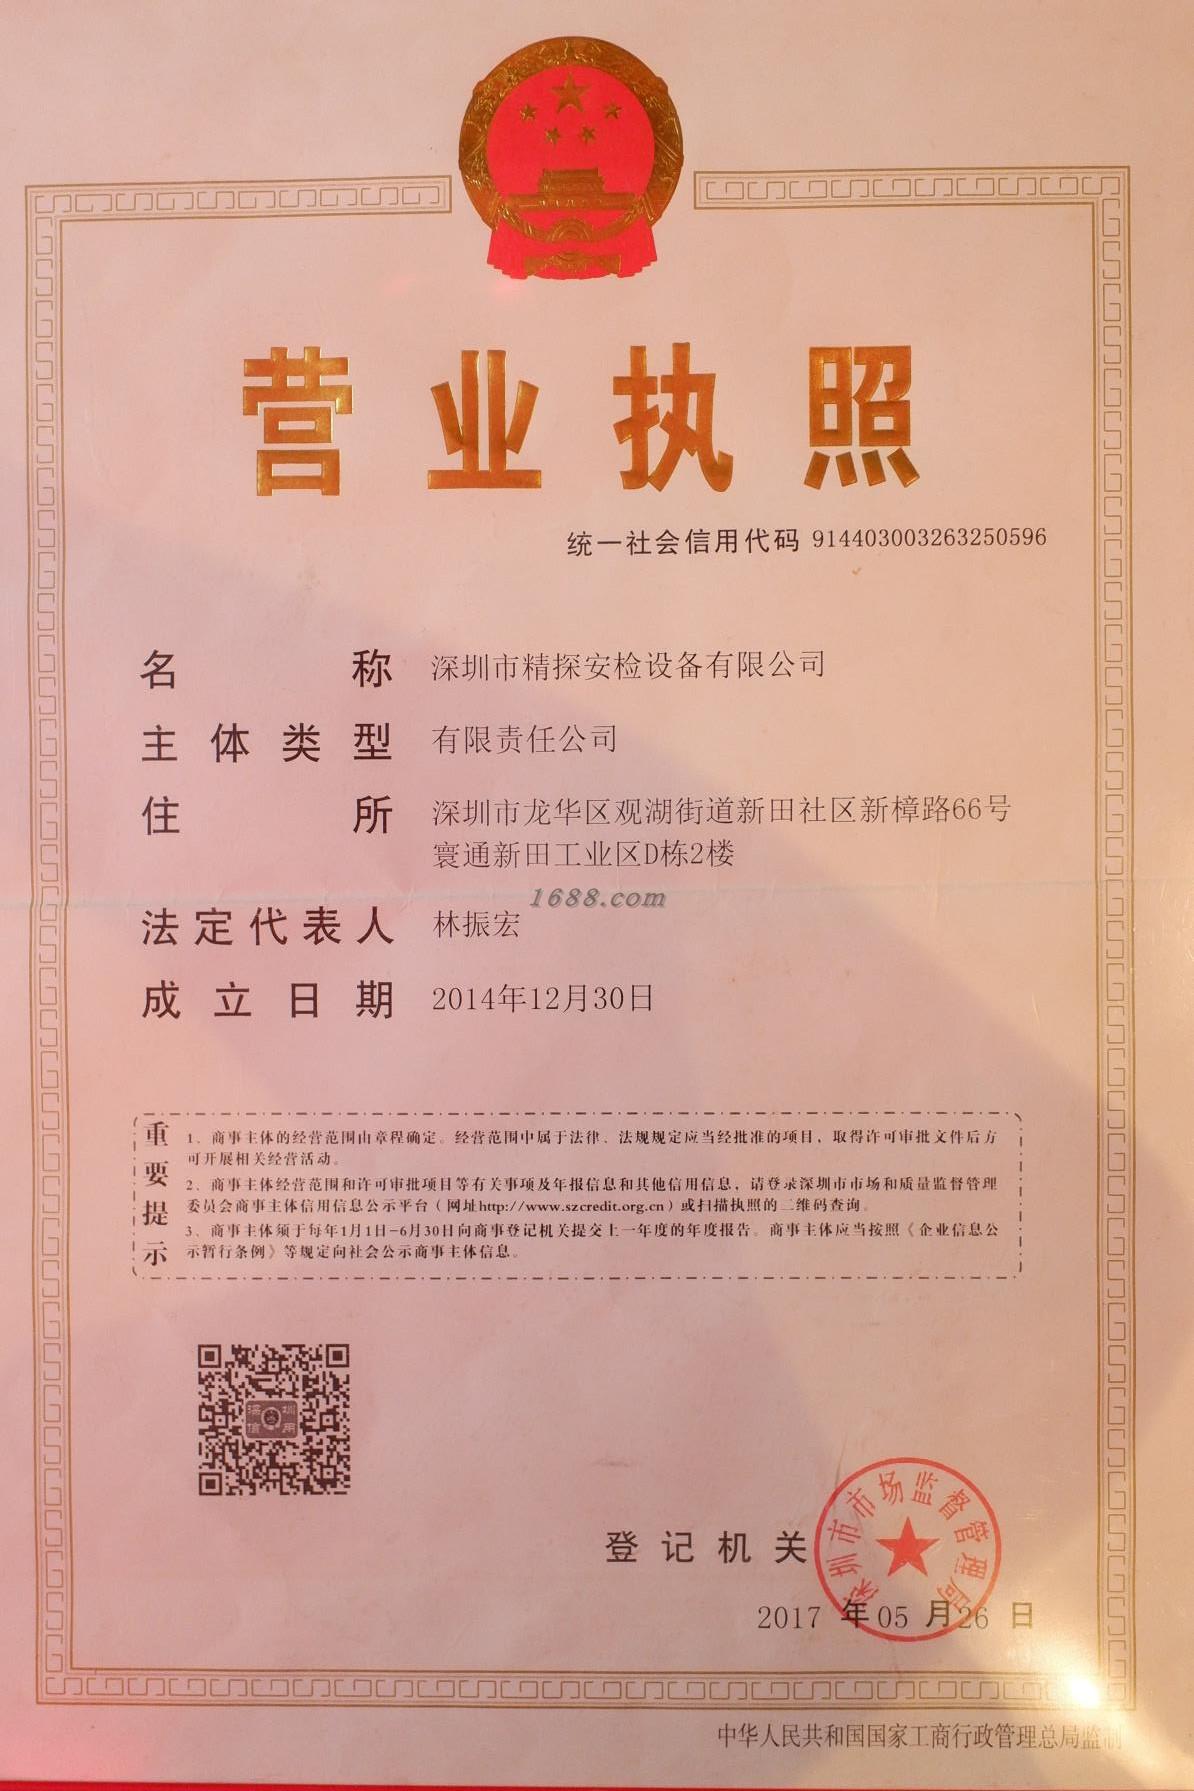 营业执照
统一社会信用代码 914403003263250596
名称 深圳市精探安检设备有限公司
主体类型 有限责任公司
住所 深圳市龙华区观湖街道新田社区新樟路66号
寰通新田工业区D栋2楼
1688.com
法定代表人 林振宏
成立日期 2014年12月30日
重要提示
1、商事主体的经营范围由章程确定。经营范围中属于法律、法规规定应当经批准的项目，取得许可审批文件后方
可开展相关经营活动。
2、商事主体经营范围和许可审批项目等有关事项及年报信息和其他信用信息，请登录深圳市市场和质量监督管理
委员会商事主体信用信息公示平台（网址http://www.szcredit.org.cn）或扫描执照的二维码查询。
3、商事主体须于每年1月1日-6月30日向商事登记机关提交上一年度的年度报告。商事主体应当按照《企业信息公
示暂行条例》等规定向社会公示商事主体信息。
深圳
信用
登记机关
深圳市市场监督管理局
2017 年 05 月 26 日
中华人民共和国国家工商行政管理总局监制